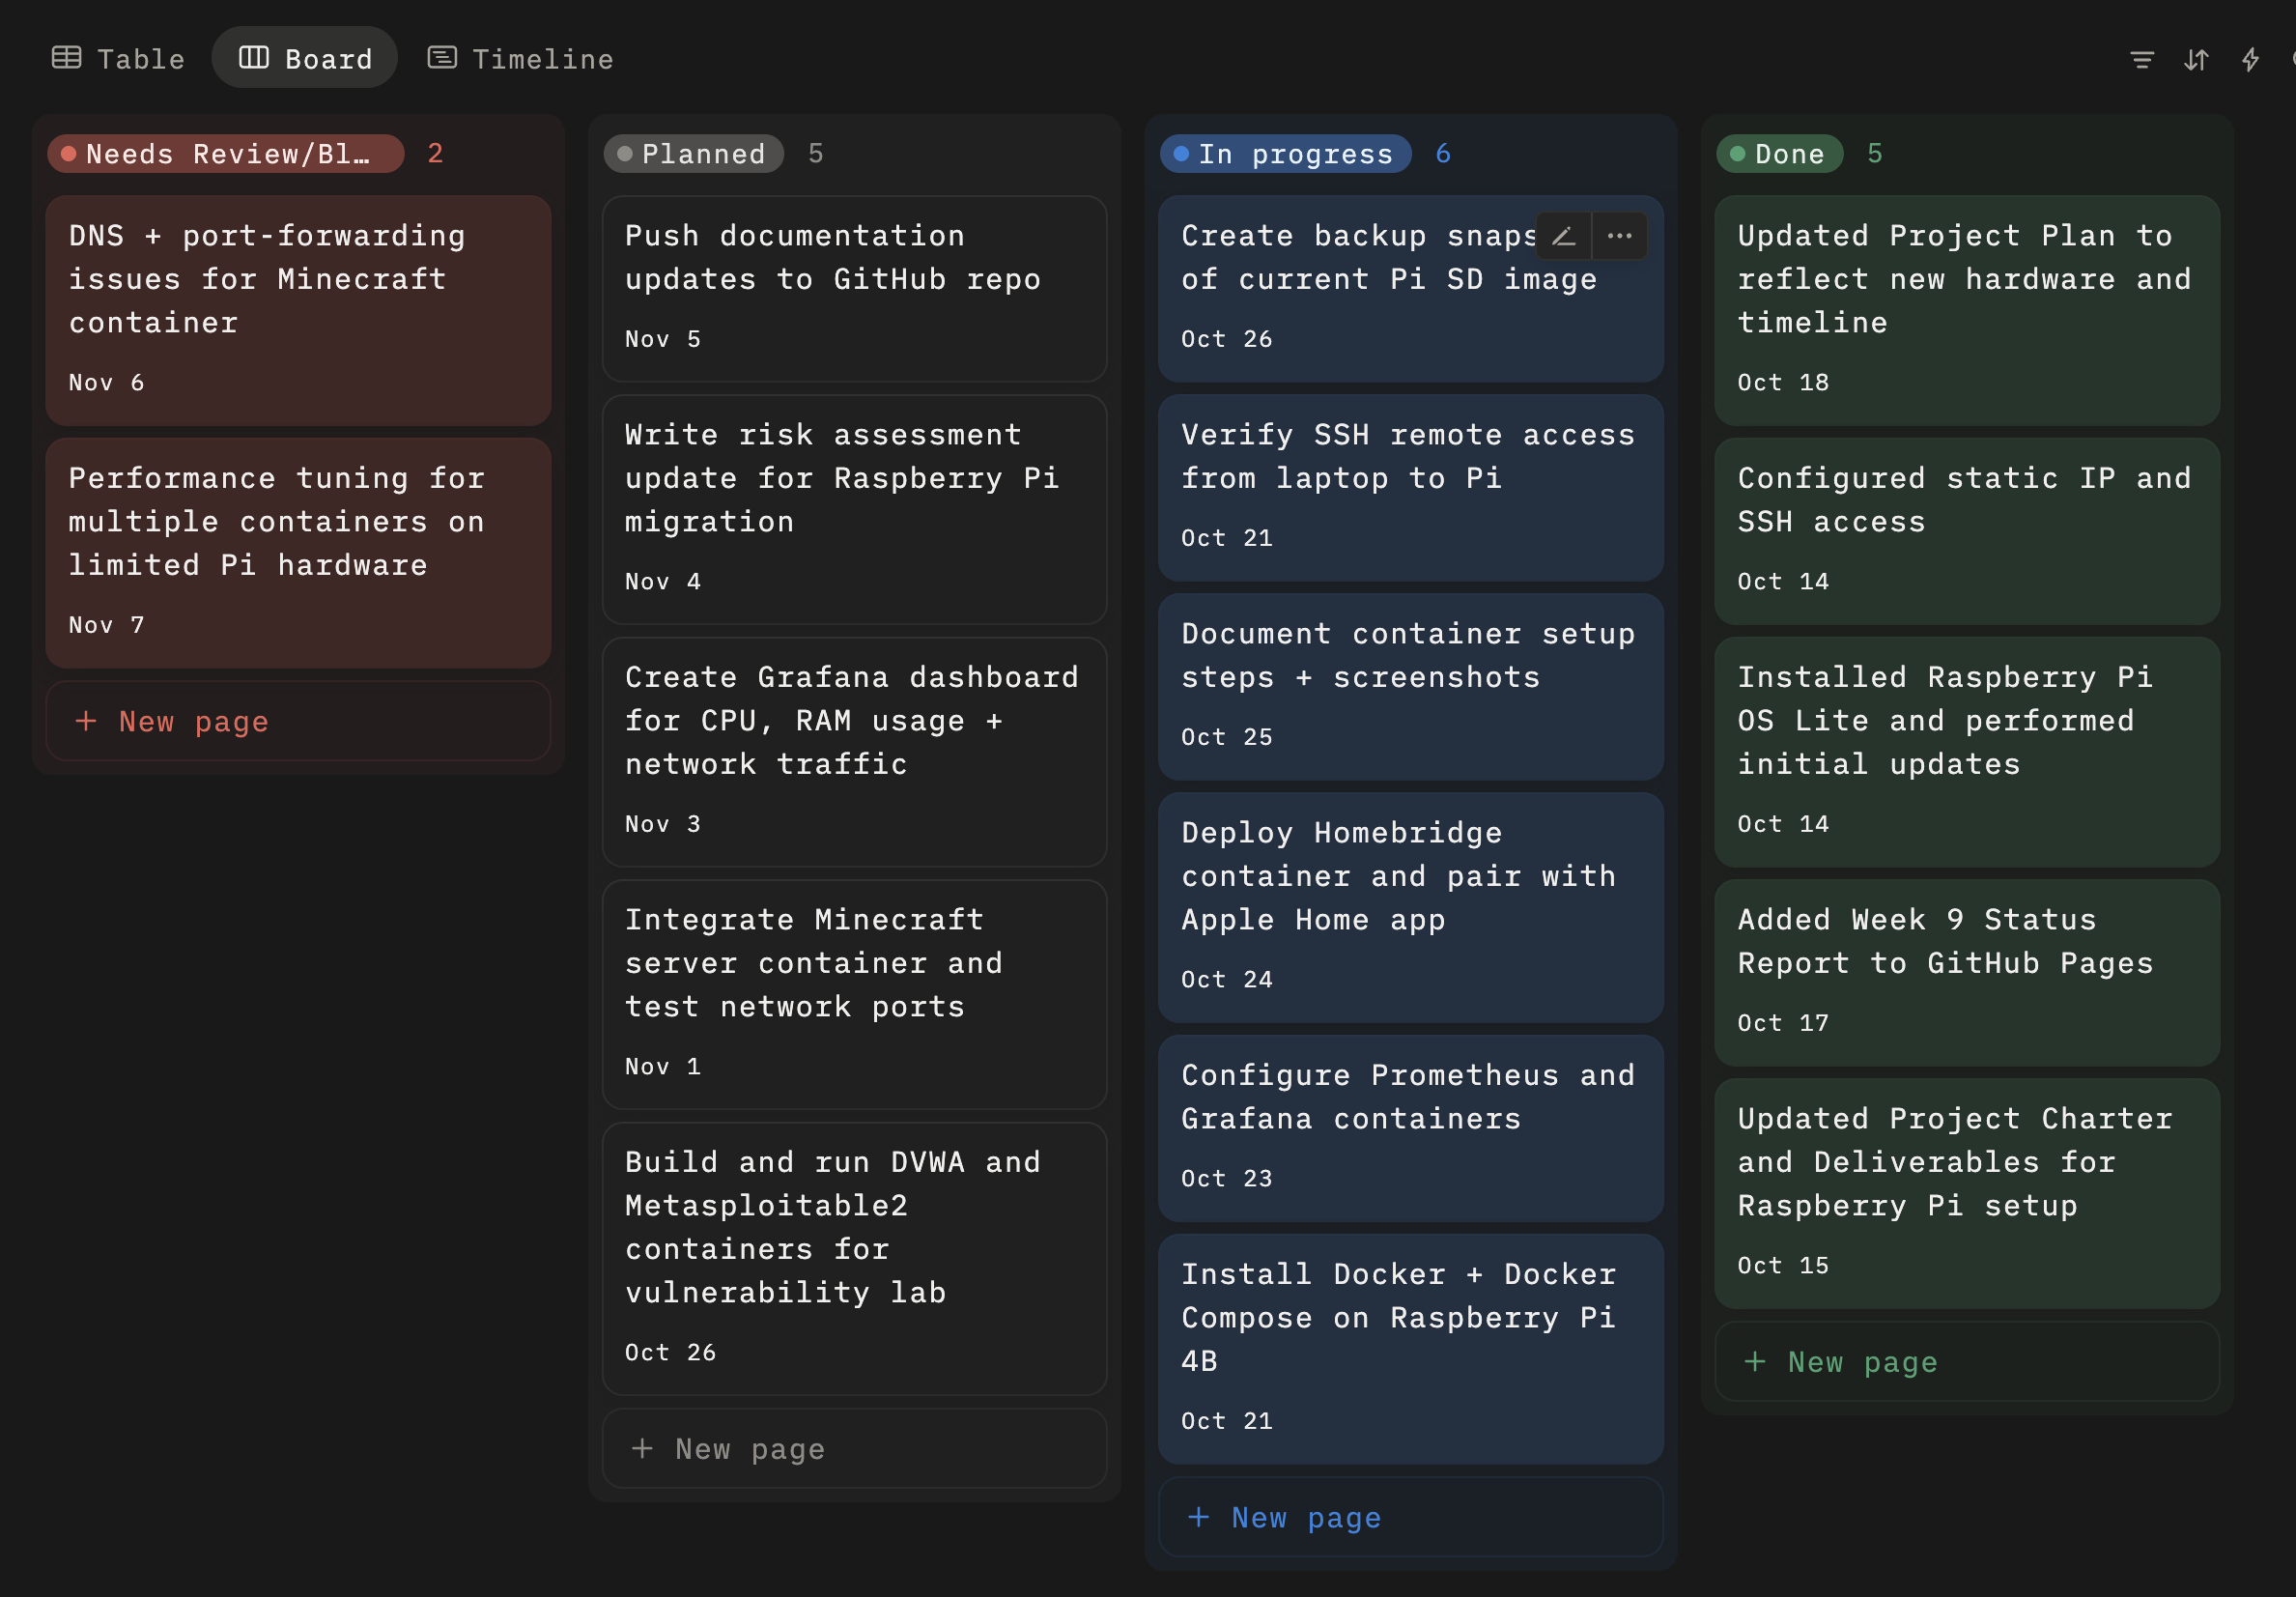 Table
Board
Timeline
Needs Review/Bl…
2
DNS + port-forwarding
issues for Minecraft
container
Nov 6
Performance tuning for
multiple containers on
limited Pi hardware
Nov 7
+ New page
Planned
5
Push documentation
updates to GitHub repo
Nov 5
Write risk assessment
update for Raspberry Pi
migration
Nov 4
Create Grafana dashboard
for CPU, RAM usage +
network traffic
Nov 3
Integrate Minecraft
server container and
test network ports
Nov 1
Build and run DVWA and
Metasploitable2
containers for
vulnerability lab
Oct 26
+ New page
In progress
6
Create backup snaps
of current Pi SD image
Oct 26
Verify SSH remote access
from laptop to Pi
Oct 21
Document container setup
steps + screenshots
Oct 25
Deploy Homebridge
container and pair with
Apple Home app
Oct 24
Configure Prometheus and
Grafana containers
Oct 23
Install Docker + Docker
Compose on Raspberry Pi
4B
Oct 21
+ New page
Done
5
Updated Project Plan to
reflect new hardware and
timeline
Oct 18
Configured static IP and
SSH access
Oct 14
Installed Raspberry Pi
OS Lite and performed
initial updates
Oct 14
Added Week 9 Status
Report to GitHub Pages
Oct 17
Updated Project Charter
and Deliverables for
Raspberry Pi setup
Oct 15
+ New page